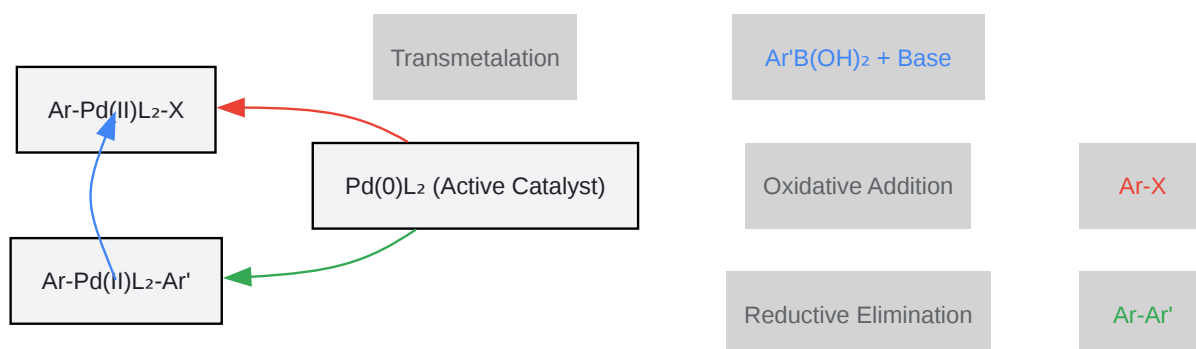 Transmetalation
Ar'B(OH)₂ + Base
Ar-Pd(II)L₂-X
Pd(0)L₂ (Active Catalyst)
Oxidative Addition
Ar-X
Ar-Pd(II)L₂-Ar'
Reductive Elimination
Ar-Ar'